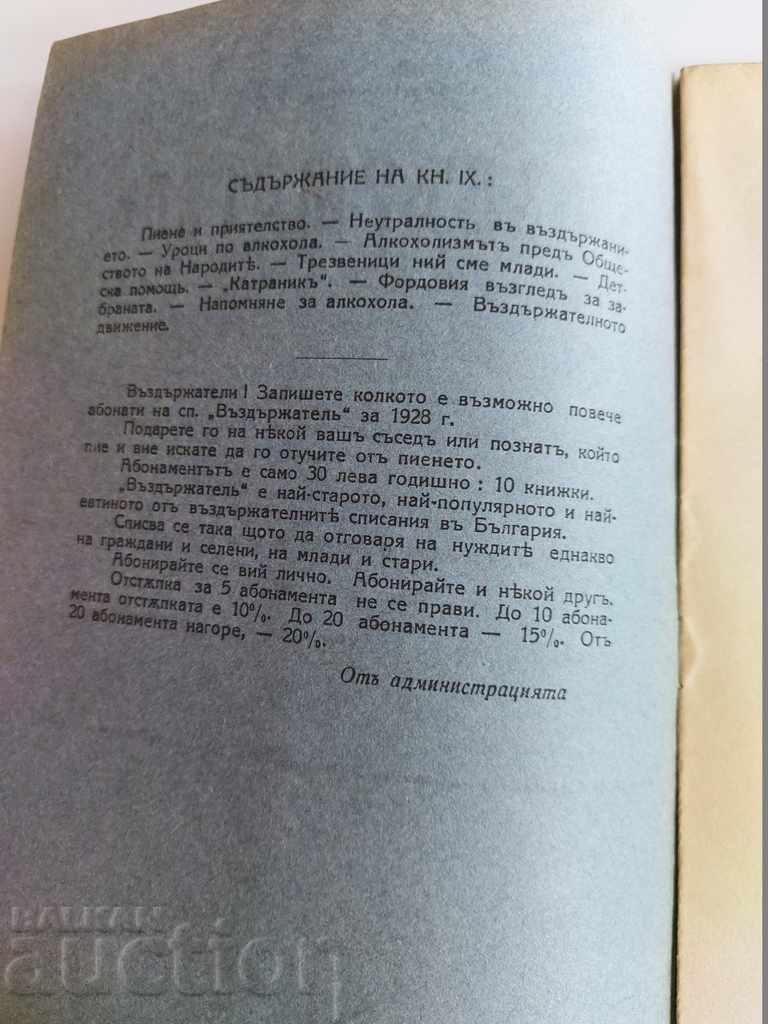 СЪДЪРЖАНИЕ НА КН. IX. :
Пиене и приятелство. — Неутралность въ въздържани-
ето. — Уроци по алкохола. — Алкохолизмътъ предъ Обще-
ството на Народитѣ. — Трезвеници ний сме млади. — Дет-
ска помощь. — „Катраникъ“. — Фордовия възгледъ за за-
браната. — Напомняне за алкохола. — Въздържателното
движение.
Въздържатели! Запишете колкото е възможно повече
абонати на сп. „Въздържатель“ за 1928 г.
Подарете го на нѣкой вашъ съседъ или познатъ, който
пие и вие искате да го отучите отъ пиенето.
Абонаментътъ е само 30 лева годишно : 10 книжки.
„Въздържатель“ е най-старото, най-популярното и най-
евтиното отъ въздържателнитѣ списания въ България.
Списва се така щото да отговаря на нуждитѣ еднакво
на граждани и селени, на млади и стари.
Абонирайте се вий лично. Абонирайте и нѣкой другъ.
Отстѫпка за 5 абонамента не се прави. До 10 абона-
мента отстѫпката е 10%. До 20 абонамента — 15%. Отъ
20 абонамента нагоре, — 20%.
Отъ администрацията
BALKAN
auction